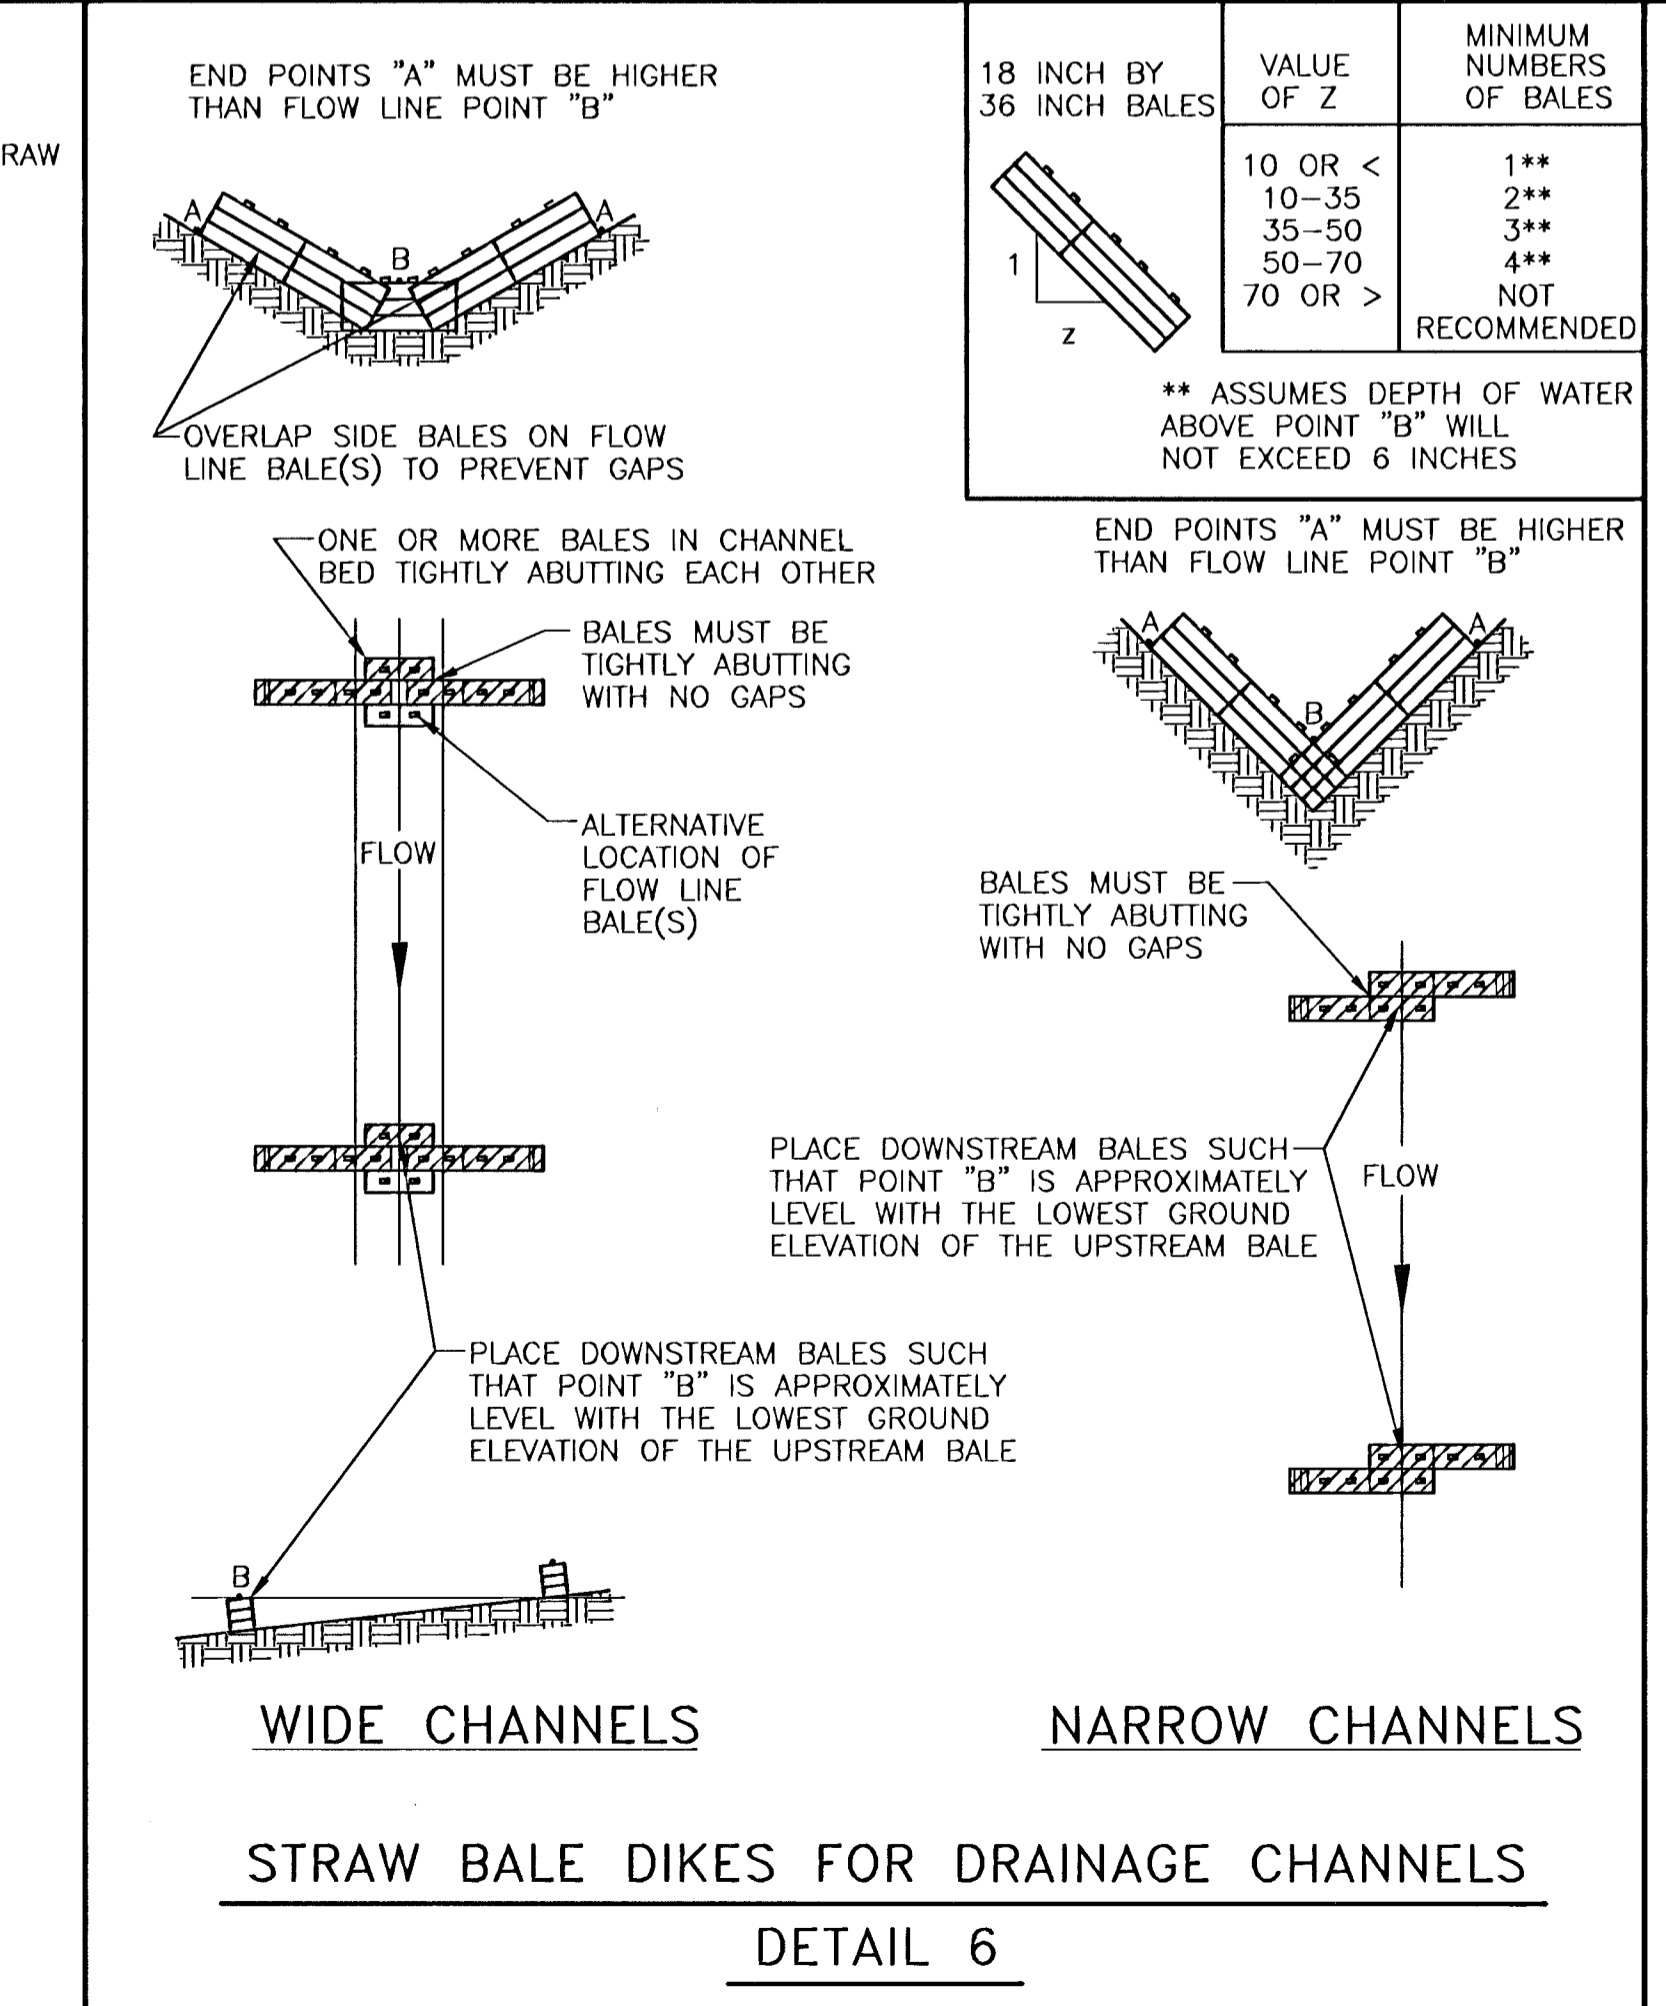 RAW
END POINTS "A" MUST BE HIGHER
THAN FLOW LINE POINT "B"
A
A
B
OVERLAP SIDE BALES ON FLOW
LINE BALE(S) TO PREVENT GAPS
18 INCH BY
36 INCH BALES
1
z
VALUE
OF Z
MINIMUM
NUMBERS
OF BALES
10 OR < 1**
10-35 2**
35-50 3**
50-70 4**
70 OR > NOT
RECOMMENDED
** ASSUMES DEPTH OF WATER
ABOVE POINT "B" WILL
NOT EXCEED 6 INCHES
ONE OR MORE BALES IN CHANNEL
BED TIGHTLY ABUTTING EACH OTHER
BALES MUST BE
TIGHTLY ABUTTING
WITH NO GAPS
ALTERNATIVE
LOCATION OF
FLOW LINE
BALE(S)
FLOW
PLACE DOWNSTREAM BALES SUCH
THAT POINT "B" IS APPROXIMATELY
LEVEL WITH THE LOWEST GROUND
ELEVATION OF THE UPSTREAM BALE
B
WIDE CHANNELS
END POINTS "A" MUST BE HIGHER
THAN FLOW LINE POINT "B"
A
A
B
BALES MUST BE
TIGHTLY ABUTTING
WITH NO GAPS
PLACE DOWNSTREAM BALES SUCH
THAT POINT "B" IS APPROXIMATELY
LEVEL WITH THE LOWEST GROUND
ELEVATION OF THE UPSTREAM BALE
FLOW
NARROW CHANNELS
STRAW BALE DIKES FOR DRAINAGE CHANNELS
DETAIL 6